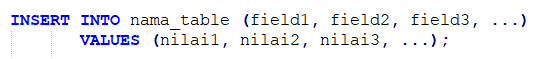 INSERT INTO nama_table (field1, field2, field3, ...)
VALUES (nilai1, nilai2, nilai3, ...);